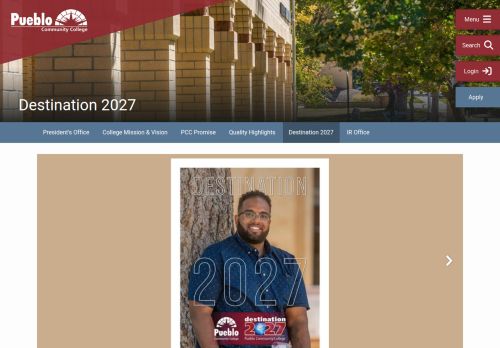 Pueblo
Community College
Menu
Search
Login
Apply
Destination 2027
President's Office
College Mission & Vision
PCC Promise
Quality Highlights
Destination 2027
IR Office
DESTINATION
2027
Pueblo
Community College
destination
2027
Pueblo Community College